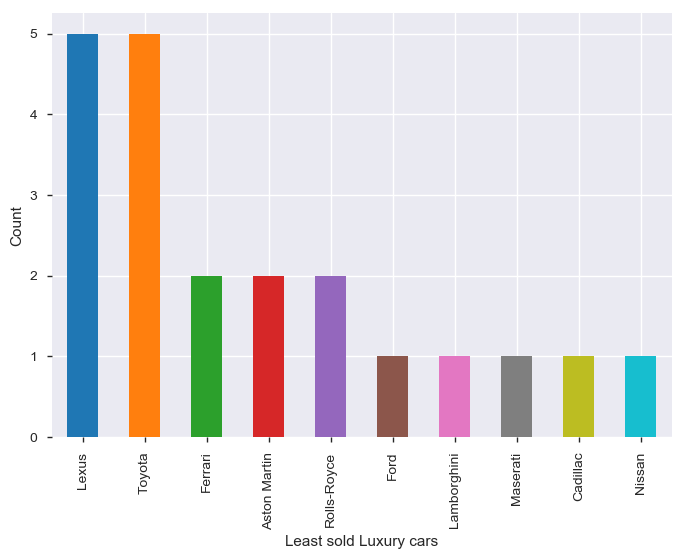 5
4
3
2
1
0
Count
Lexus
Toyota
Ferrari
Aston Martin
Rolls-Royce
Ford
Lamborghini
Maserati
Cadillac
Nissan
Least sold Luxury cars